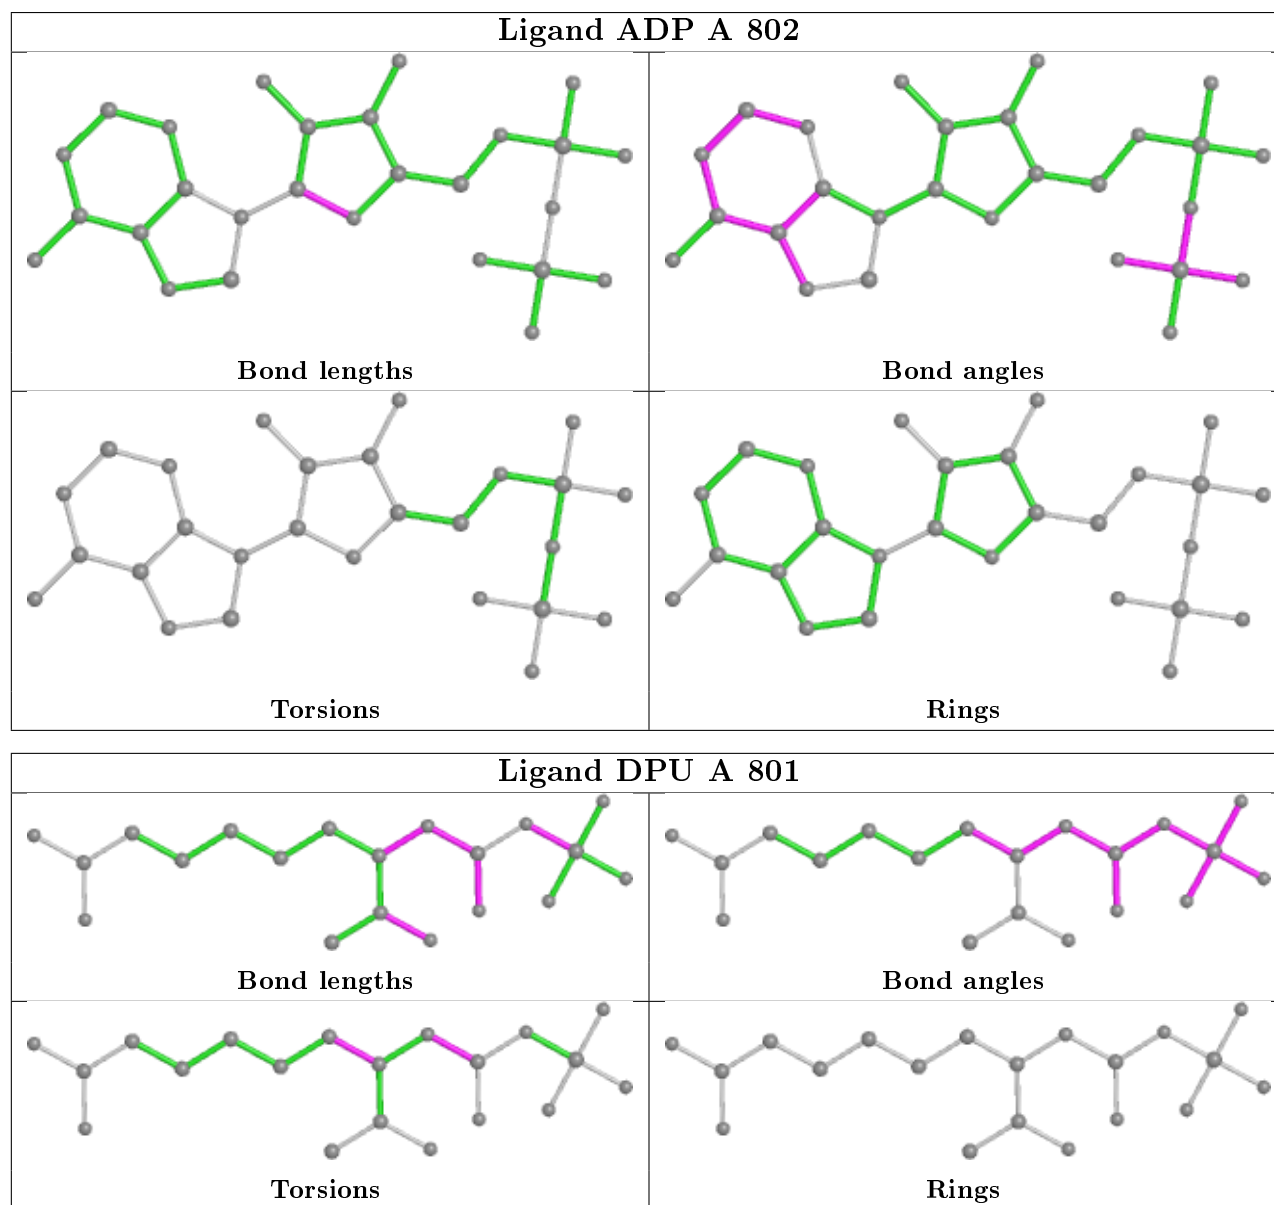 Ligand ADP A 802
Bond lengths
Bond angles
Torsions
Rings
Ligand DPU A 801
Bond lengths
Bond angles
Torsions
Rings